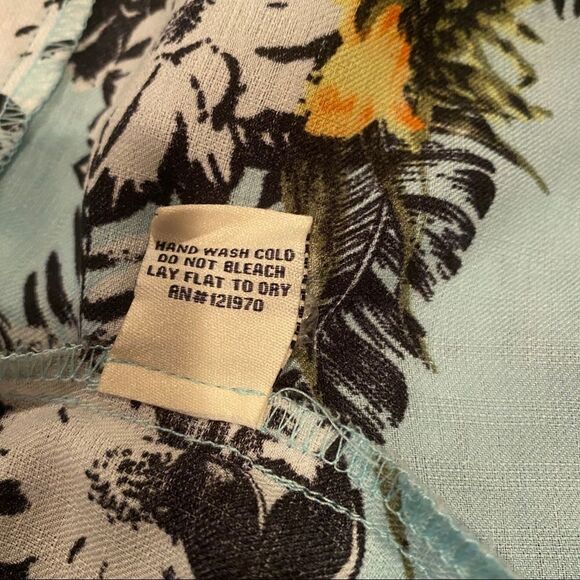 HAND WASH COLD
DO NOT BLEACH
LAY FLAT TO DRY
RN#121970